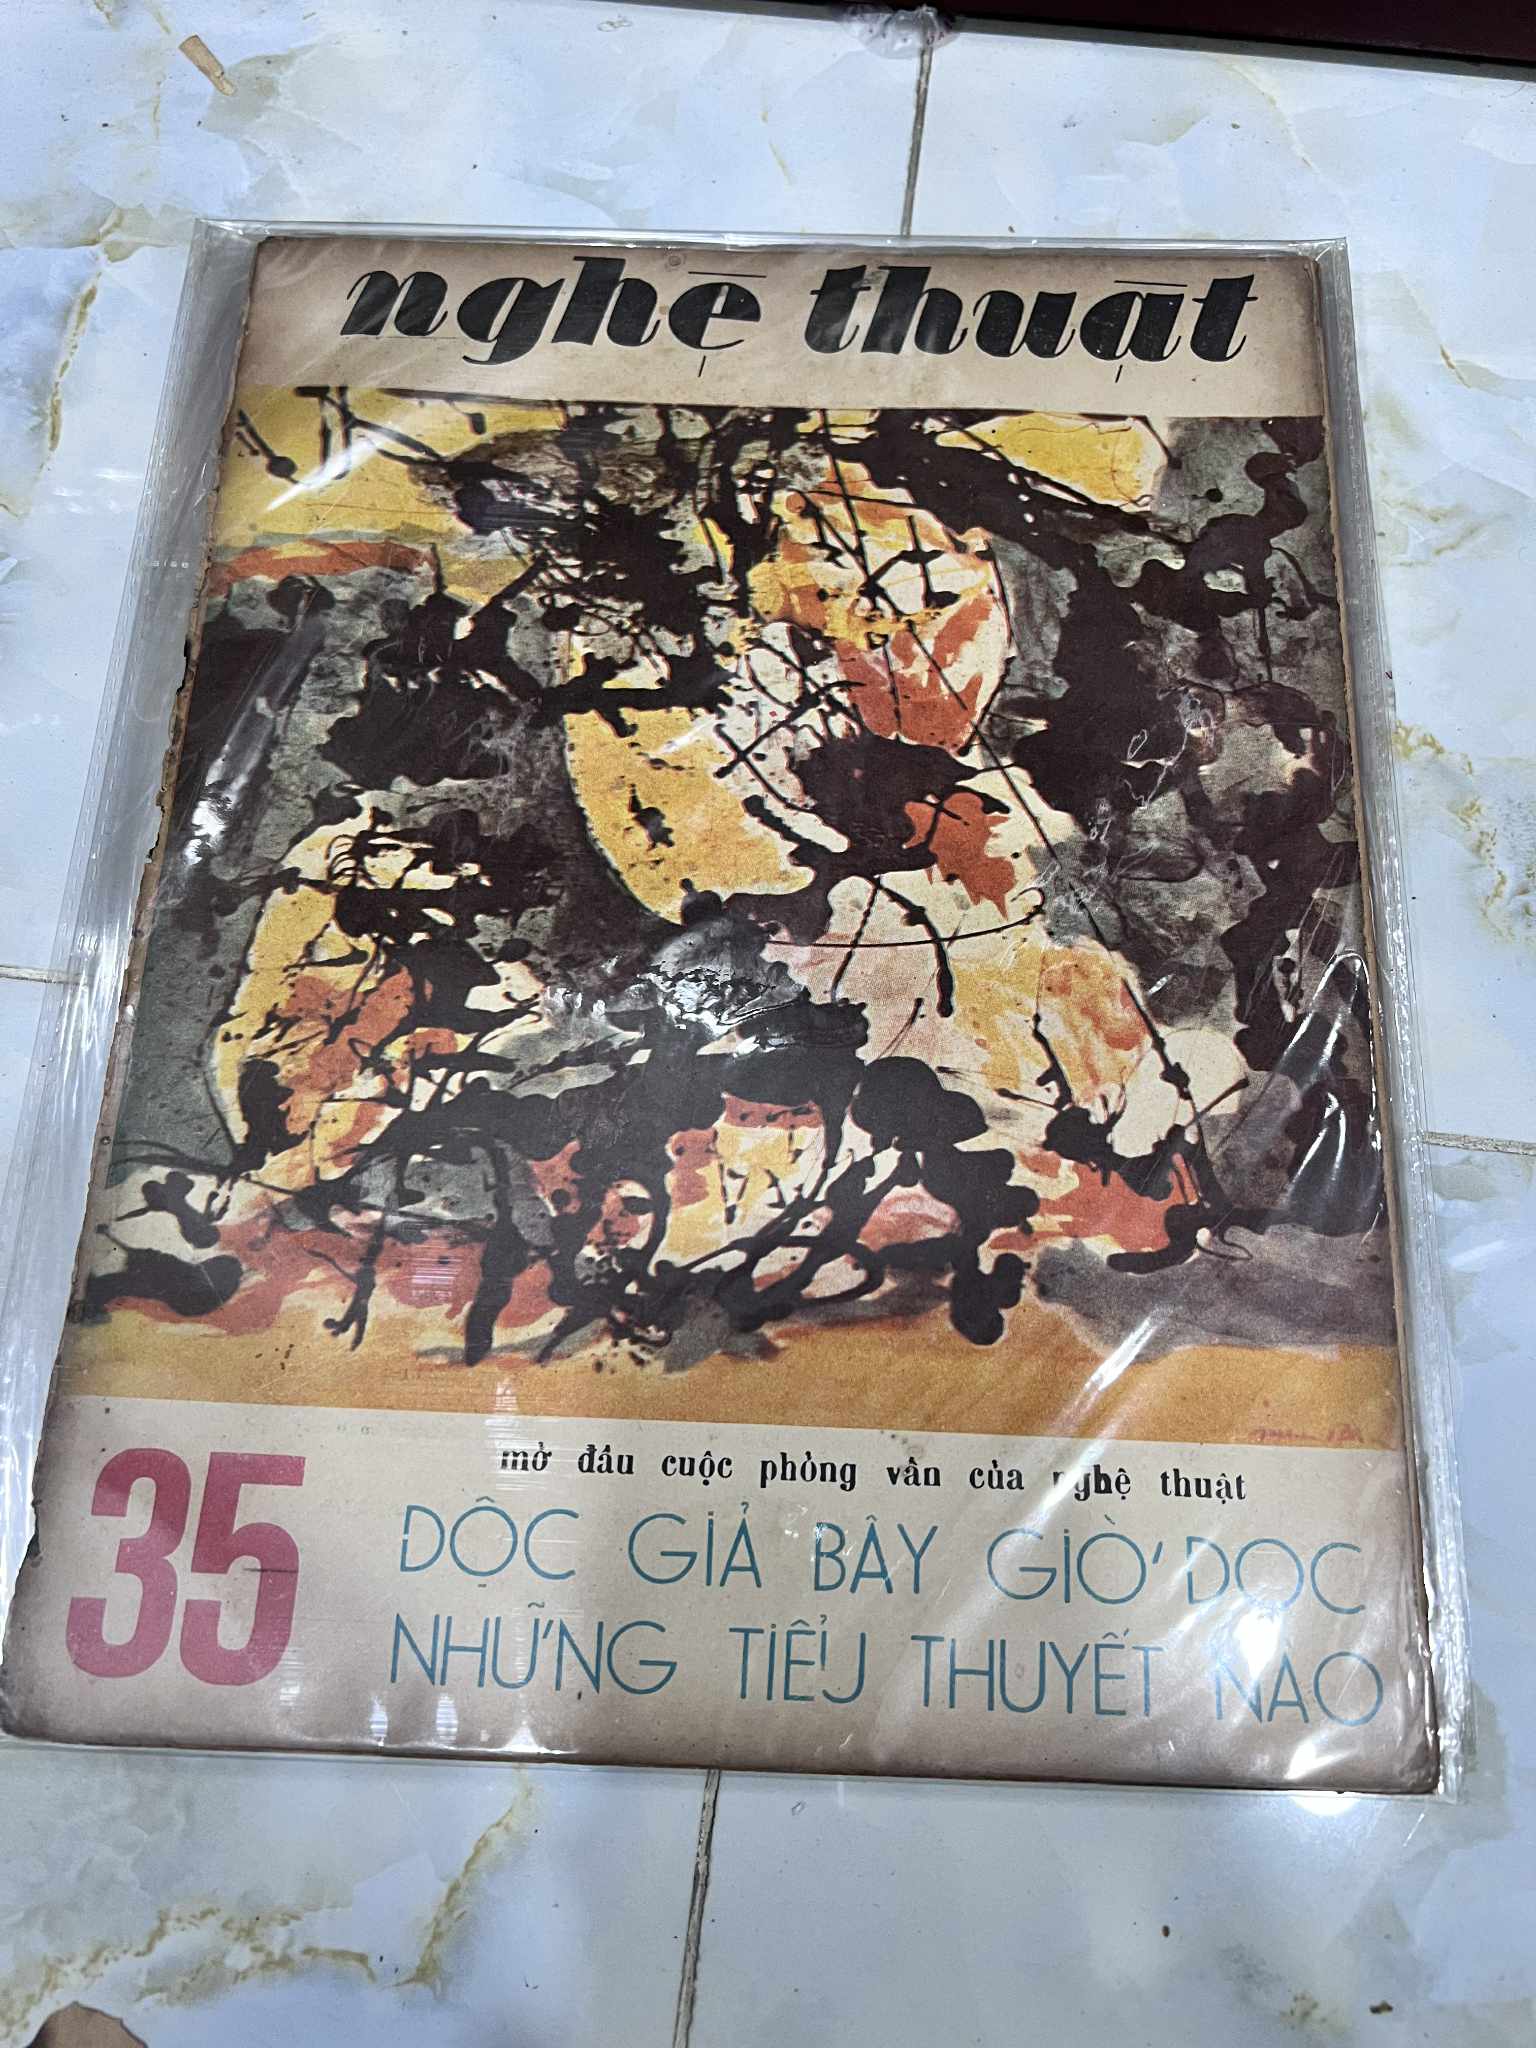 nghệ thuật
35
mở đầu cuộc phỏng vấn của nghệ thuật
ĐỘC GIẢ BÂY GIỜ ĐỌC
NHỮNG TIỂU THUYẾT NÀO